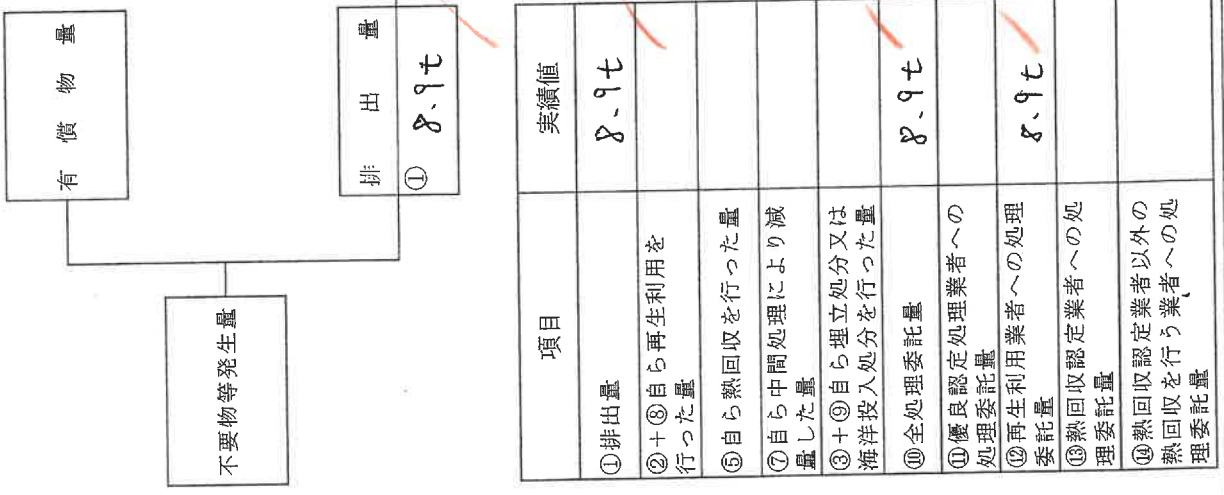 有償物量
不要物等発生量
排出量
① 8.9t
項目 実績値
①排出量 8.9t
②+⑧自ら再生利用を
行った量
⑤自ら熱回収を行った量
⑦自ら中間処理により減
量した量
③+⑨自ら埋立処分又は
海洋投入処分を行った量
⑩全処理委託量 8.9t
⑪優良認定処理業者への
処理委託量
⑫再生利用業者への処理
委託量 8.9t
⑬熱回収認定業者への処
理委託量
⑭熱回収認定業者以外の
熱回収を行う業者への処
理委託量